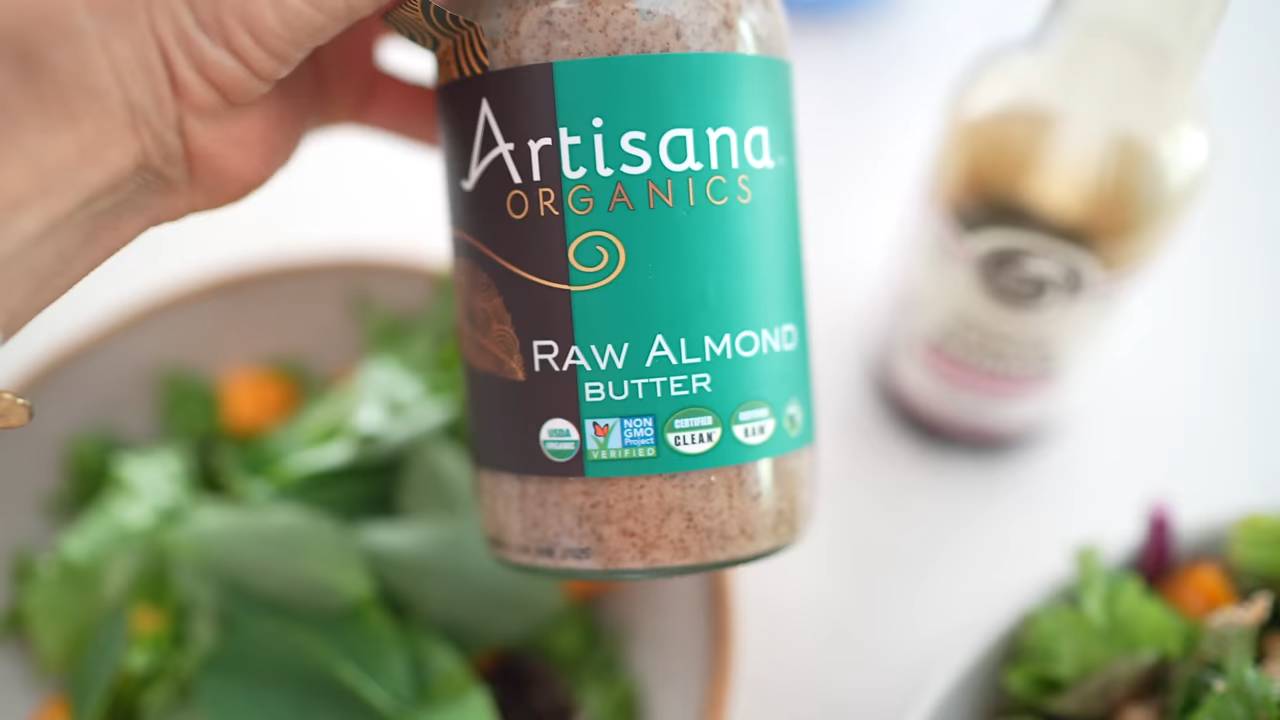 Artisana
ORGANICS
RAW ALMOND
BUTTER
USDA
ORGANIC
NON
GMO
Project
VERIFIED
CERTIFIED
CLEAN
RAW